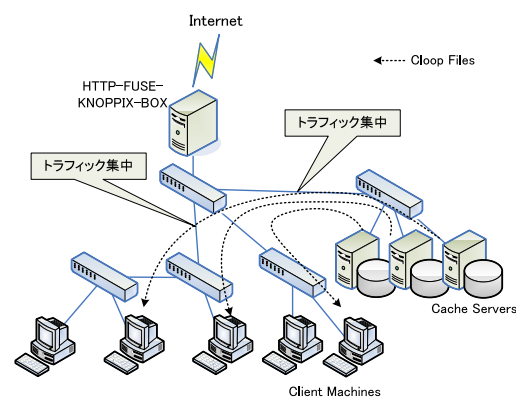 Internet
Cloop Files
HTTP-FUSE-
KNOPPIX-BOX
トラフィック集中
トラフィック集中
Cache Servers
Client Machines